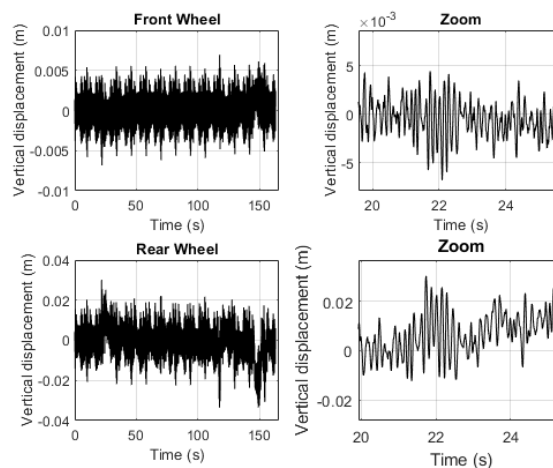 Front Wheel
Vertical displacement (m)
0.01
0.005
0
-0.005
-0.01
0 50 100 150
Time (s)
×10⁻³
Zoom
Vertical displacement (m)
5
0
-5
20 22 24
Time (s)
Rear Wheel
Vertical displacement (m)
0.04
0.02
0
-0.02
-0.04
0 50 100 150
Time (s)
Zoom
Vertical displacement (m)
0.02
0
-0.02
20 22 24
Time (s)